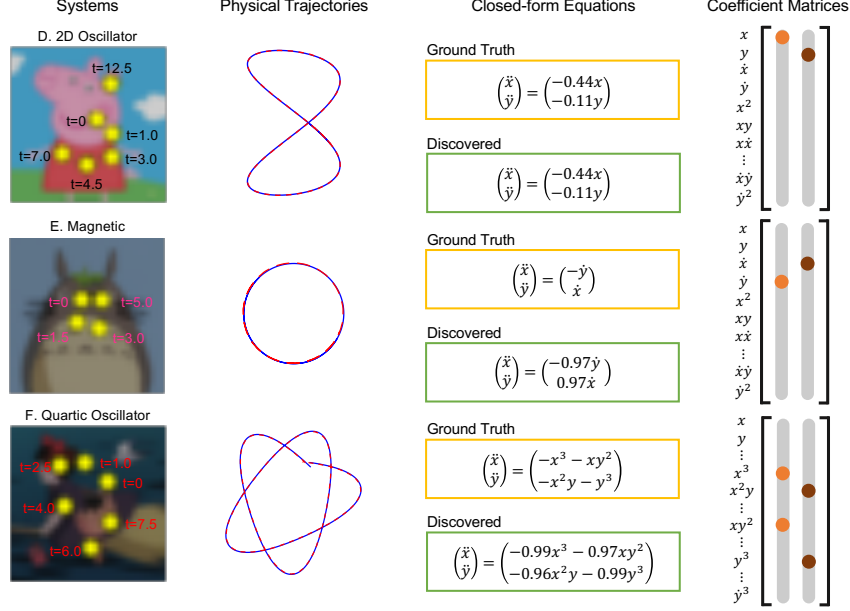 Systems Physical Trajectories Closed-form Equations Coefficient Matrices
D. 2D Oscillator
t=12.5
t=0
t=1.0
t=7.0
t=3.0
t=4.5
Ground Truth
(ẍ ÿ) = (−0.44x −0.11y)
Discovered
(ẍ ÿ) = (−0.44x −0.11y)
x
y
ẋ
ẏ
x²
xy
xẋ
⋮
ẋẏ
ẏ²
E. Magnetic
t=0
t=5.0
t=3.0
Ground Truth
(ẍ ÿ) = (−ẏ ẋ)
Discovered
(ẍ ÿ) = (−0.97ẏ 0.97ẋ)
x
y
ẋ
ẏ
x²
xy
xẋ
⋮
ẋẏ
ẏ²
F. Quartic Oscillator
t=1.0
t=0
t=4.0
t=7.5
t=6.0
Ground Truth
(ẍ ÿ) = (−x³ − xy² −x²y − y³)
Discovered
(ẍ ÿ) = (−0.99x³ − 0.97xy² −0.96x²y − 0.99y³)
x
y
⋮
x³
x²y
⋮
xy²
⋮
y³
⋮
ẏ³